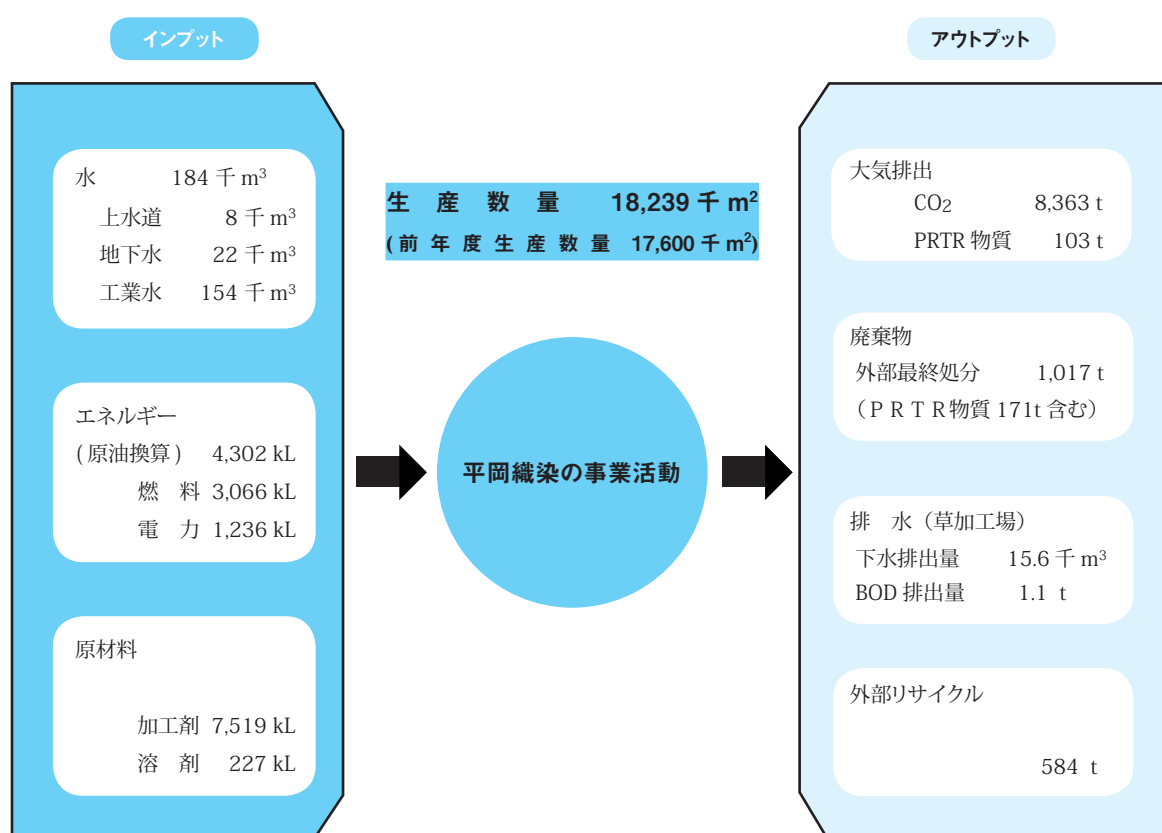 インプット
水 184 千 m³
上水道 8 千 m³
地下水 22 千 m³
工業水 154 千 m³
エネルギー
(原油換算) 4,302 kL
燃 料 3,066 kL
電 力 1,236 kL
原材料
加工剤 7,519 kL
溶 剤 227 kL
生 産 数 量 18,239 千 m²
(前 年 度 生 産 数 量 17,600 千 m²)
平岡織染の事業活動
アウトプット
大気排出
CO₂ 8,363 t
PRTR 物質 103 t
廃棄物
外部最終処分 1,017 t
(ＰＲＴＲ物質 171t 含む)
排 水(草加工場)
下水排出量 15.6 千 m³
BOD 排出量 1.1 t
外部リサイクル
584 t